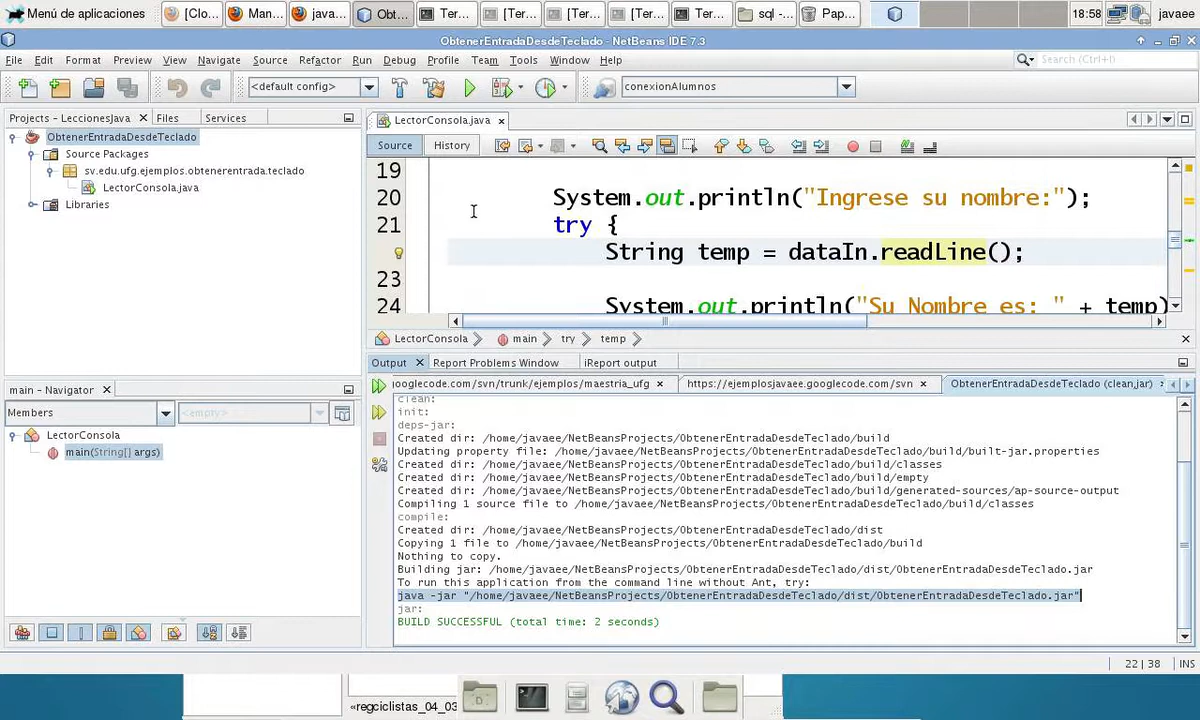 Menú de aplicaciones
[Clo...
Man...
java...
Obt...
Ter...
[Ter...
[Ter...
[Ter...
Ter...
sql -...
Pap...
18:58
javaee
ObtenerEntradaDesdeTeclado - NetBeans IDE 7.3
File Edit Format Preview View Navigate Source Refactor Run Debug Profile Team Tools Window Help
Search (Ctrl+I)
<default config>
conexionAlumnos
Projects - LeccionesJava
Files
Services
ObtenerEntradaDesdeTeclado
Source Packages
sv.edu.ufg.ejemplos.obtenerentrada.teclado
LectorConsola.java
Libraries
LectorConsola.java
Source
History
19
20 System.out.println("Ingrese su nombre:");
21 try {
String temp = dataIn.readLine();
23
24 System.out.println("Su Nombre es: " + temp)
LectorConsola
main
try
temp
main - Navigator
Members
<empty>
LectorConsola
main(String[] args)
Output
Report Problems Window
iReport output
ooglecode.com/svn/trunk/ejemplos/maestria_ufg
https://ejemplosjavaee.googlecode.com/svn
ObtenerEntradaDesdeTeclado (clean,jar)
clean:
init:
deps-jar:
Created dir: /home/javaee/NetBeansProjects/ObtenerEntradaDesdeTeclado/build
Updating property file: /home/javaee/NetBeansProjects/ObtenerEntradaDesdeTeclado/build/built-jar.properties
Created dir: /home/javaee/NetBeansProjects/ObtenerEntradaDesdeTeclado/build/classes
Created dir: /home/javaee/NetBeansProjects/ObtenerEntradaDesdeTeclado/build/empty
Created dir: /home/javaee/NetBeansProjects/ObtenerEntradaDesdeTeclado/build/generated-sources/ap-source-output
Compiling 1 source file to /home/javaee/NetBeansProjects/ObtenerEntradaDesdeTeclado/build/classes
compile:
Created dir: /home/javaee/NetBeansProjects/ObtenerEntradaDesdeTeclado/dist
Copying 1 file to /home/javaee/NetBeansProjects/ObtenerEntradaDesdeTeclado/build
Nothing to copy.
Building jar: /home/javaee/NetBeansProjects/ObtenerEntradaDesdeTeclado/dist/ObtenerEntradaDesdeTeclado.jar
To run this application from the command line without Ant, try:
java -jar "/home/javaee/NetBeansProjects/ObtenerEntradaDesdeTeclado/dist/ObtenerEntradaDesdeTeclado.jar"
jar:
BUILD SUCCESSFUL (total time: 2 seconds)
22 | 38
INS
«regciclistas_04_03